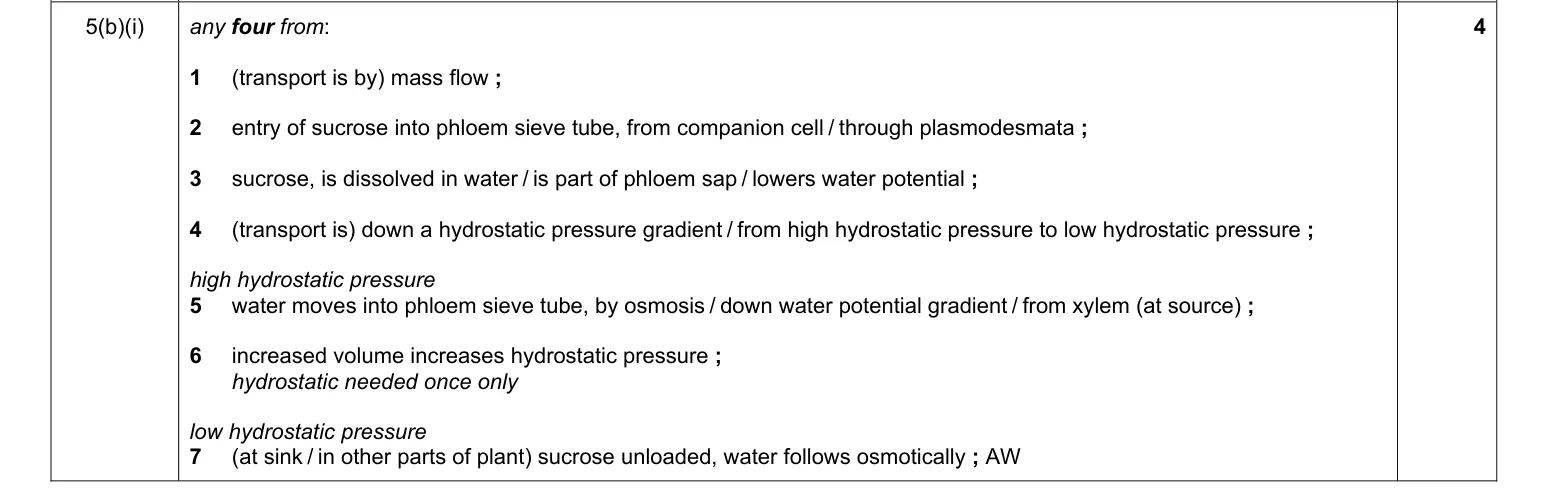 5(b)(i) any four from: 4
1 (transport is by) mass flow ;
2 entry of sucrose into phloem sieve tube, from companion cell / through plasmodesmata ;
3 sucrose, is dissolved in water / is part of phloem sap / lowers water potential ;
4 (transport is) down a hydrostatic pressure gradient / from high hydrostatic pressure to low hydrostatic pressure ;
high hydrostatic pressure
5 water moves into phloem sieve tube, by osmosis / down water potential gradient / from xylem (at source) ;
6 increased volume increases hydrostatic pressure ;
hydrostatic needed once only
low hydrostatic pressure
7 (at sink / in other parts of plant) sucrose unloaded, water follows osmotically ; AW